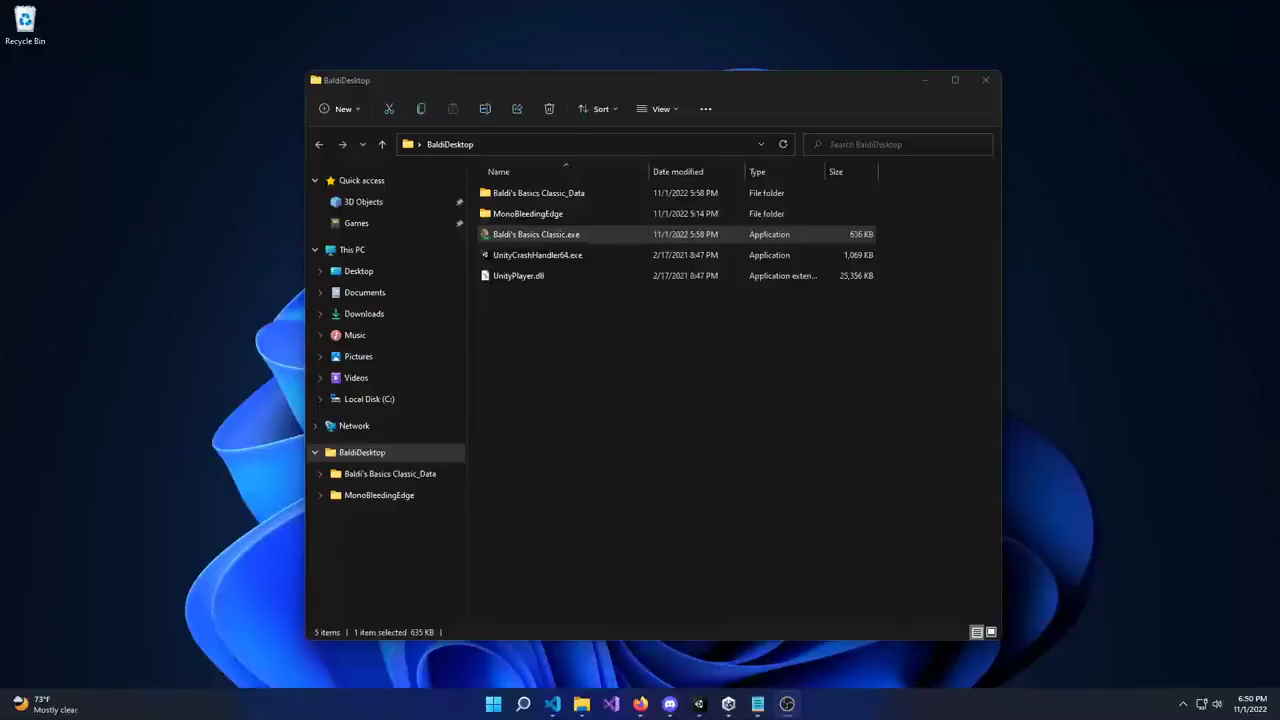 Recycle Bin
BaldiDesktop
New
Sort
View
BaldiDesktop
Search BaldiDesktop
Name
Date modified
Type
Size
Quick access
3D Objects
Games
This PC
Desktop
Documents
Downloads
Music
Pictures
Videos
Local Disk (C:)
Network
BaldiDesktop
Baldi's Basics Classic_Data
MonoBleedingEdge
Baldi's Basics Classic_Data 11/1/2022 5:58 PM File folder
MonoBleedingEdge 11/1/2022 5:14 PM File folder
Baldi's Basics Classic.exe 11/1/2022 5:58 PM Application 636 KB
UnityCrashHandler64.exe 2/17/2021 8:47 PM Application 1,069 KB
UnityPlayer.dll 2/17/2021 8:47 PM Application exten... 25,356 KB
5 items 1 item selected 635 KB
73°F
Mostly clear
6:50 PM
11/1/2022